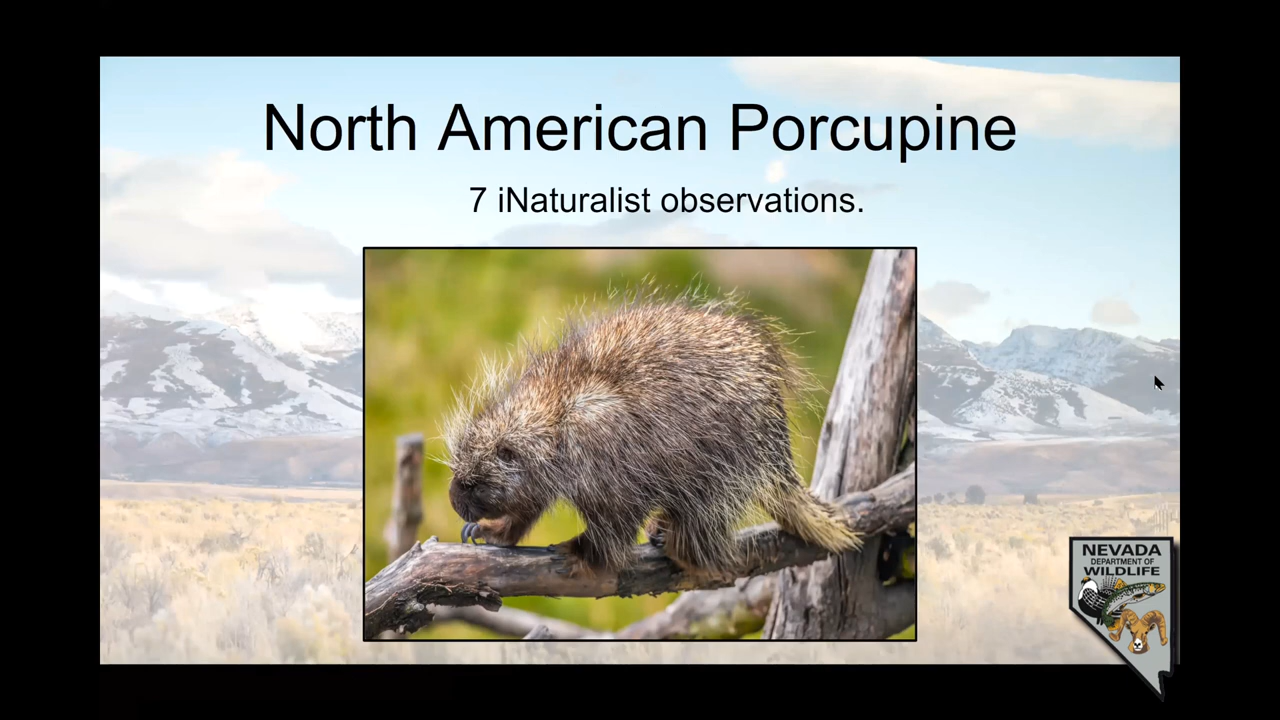 North American Porcupine
7 iNaturalist observations.
NEVADA
DEPARTMENT OF
WILDLIFE